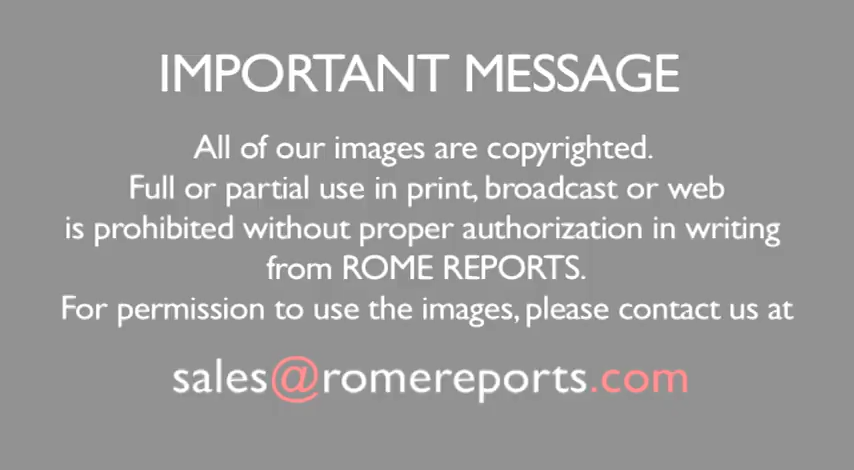 IMPORTANT MESSAGE
All of our images are copyrighted.
Full or partial use in print, broadcast or web
is prohibited without proper authorization in writing
from ROME REPORTS.
For permission to use the images, please contact us at
sales@romereports.com